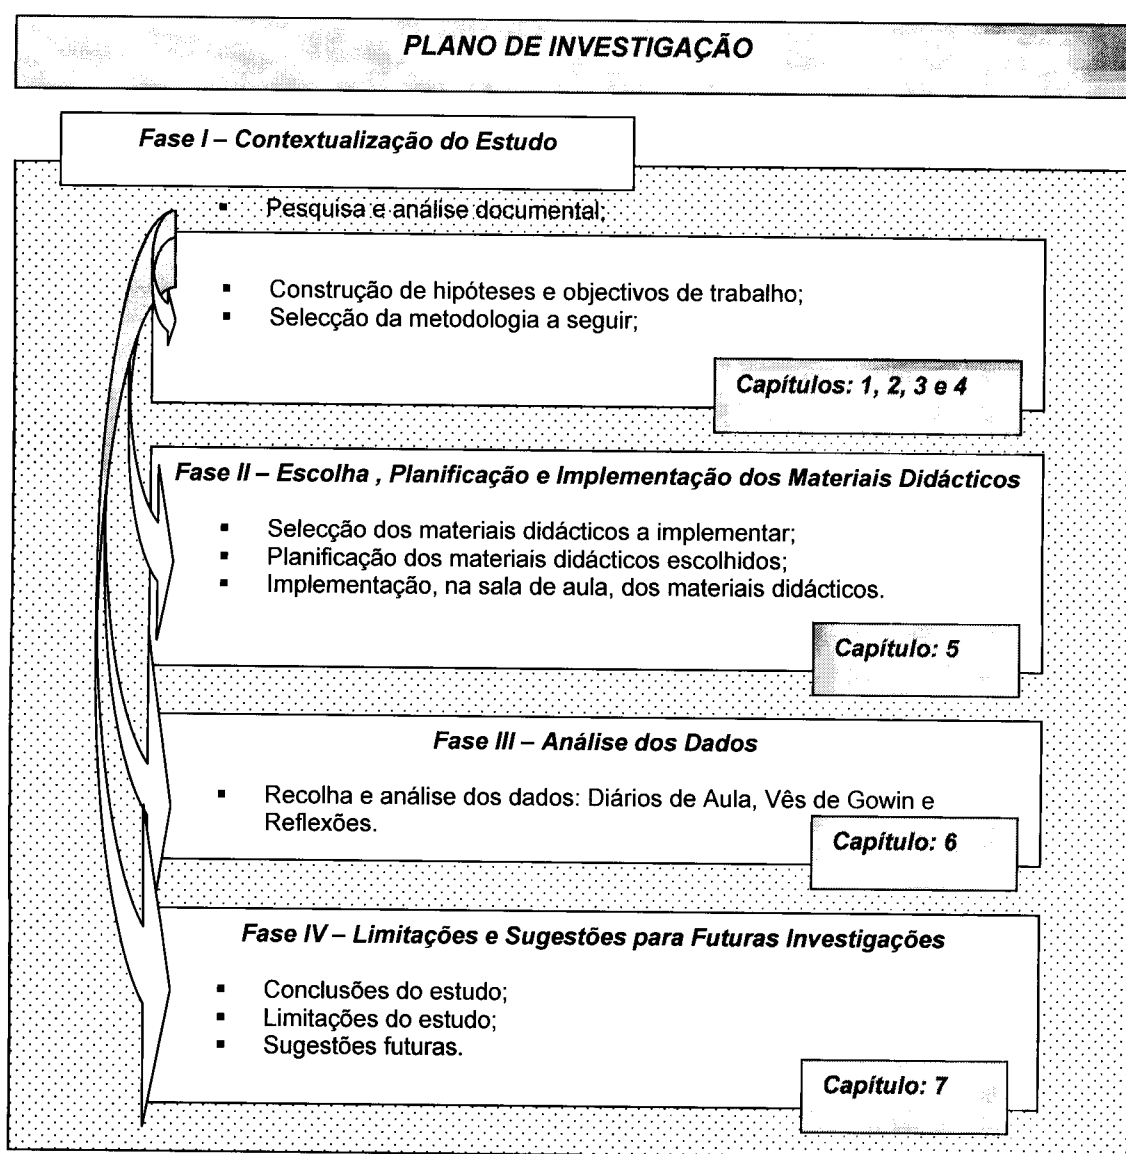 PLANO DE INVESTIGAÇÃO
Fase I – Contextualização do Estudo
▪ Pesquisa e análise documental;
▪ Construção de hipóteses e objectivos de trabalho;
▪ Selecção da metodologia a seguir;
Capítulos: 1, 2, 3 e 4
Fase II – Escolha , Planificação e Implementação dos Materiais Didácticos
▪ Selecção dos materiais didácticos a implementar;
▪ Planificação dos materiais didácticos escolhidos;
▪ Implementação, na sala de aula, dos materiais didácticos.
Capítulo: 5
Fase III – Análise dos Dados
▪ Recolha e análise dos dados: Diários de Aula, Vês de Gowin e
Reflexões.
Capítulo: 6
Fase IV – Limitações e Sugestões para Futuras Investigações
▪ Conclusões do estudo;
▪ Limitações do estudo;
▪ Sugestões futuras.
Capítulo: 7